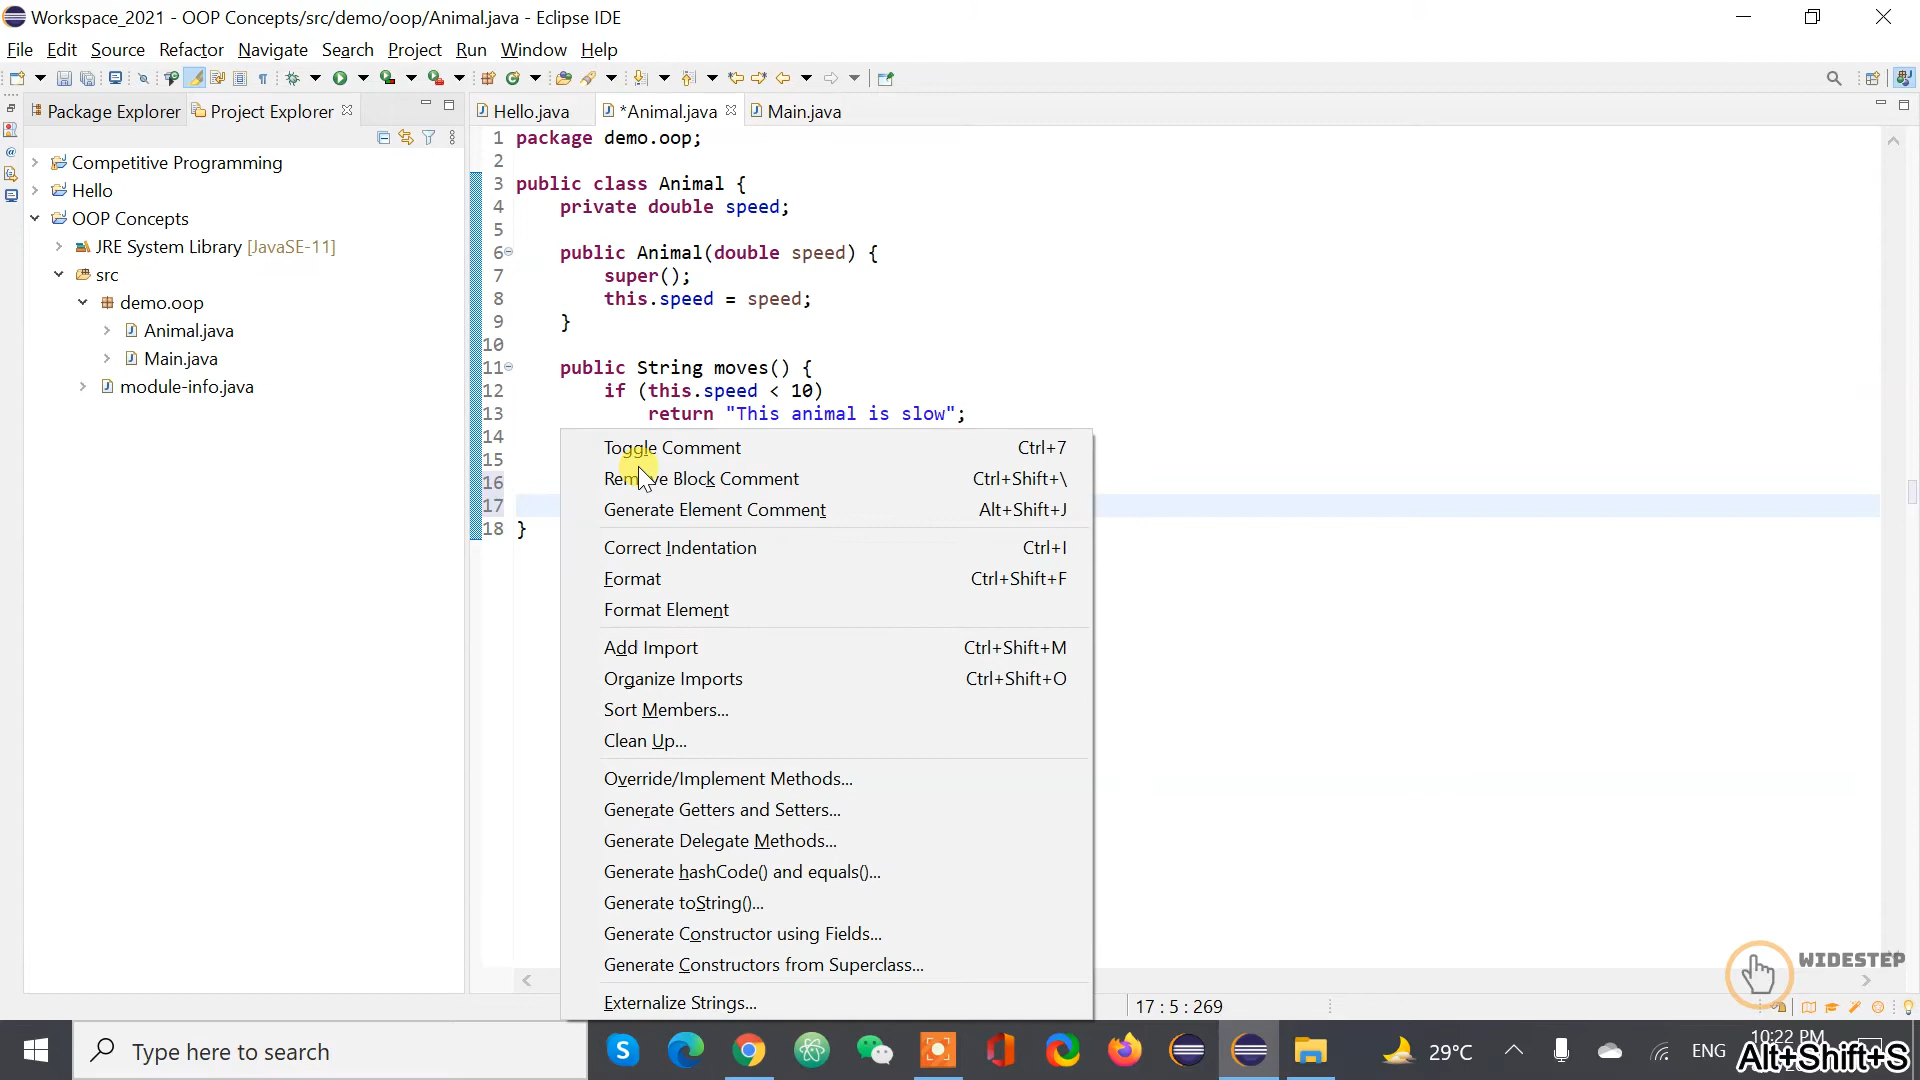 Workspace_2021 - OOP Concepts/src/demo/oop/Animal.java - Eclipse IDE
File Edit Source Refactor Navigate Search Project Run Window Help
Package Explorer Project Explorer
Hello.java *Animal.java Main.java
Competitive Programming
Hello
OOP Concepts
JRE System Library [JavaSE-11]
src
demo.oop
Animal.java
Main.java
module-info.java
1 package demo.oop;
2
3 public class Animal {
4 private double speed;
5
6 public Animal(double speed) {
7 super();
8 this.speed = speed;
9 }
10
11 public String moves() {
12 if (this.speed < 10)
13 return "This animal is slow";
14
15
16
17
18 }
Toggle Comment Ctrl+7
Remove Block Comment Ctrl+Shift+\
Generate Element Comment Alt+Shift+J
Correct Indentation Ctrl+I
Format Ctrl+Shift+F
Format Element
Add Import Ctrl+Shift+M
Organize Imports Ctrl+Shift+O
Sort Members...
Clean Up...
Override/Implement Methods...
Generate Getters and Setters...
Generate Delegate Methods...
Generate hashCode() and equals()...
Generate toString()...
Generate Constructor using Fields...
Generate Constructors from Superclass...
Externalize Strings...
WIDESTEP
17 : 5 : 269
Type here to search
29°C
ENG
10:22 PM
Alt+Shift+S